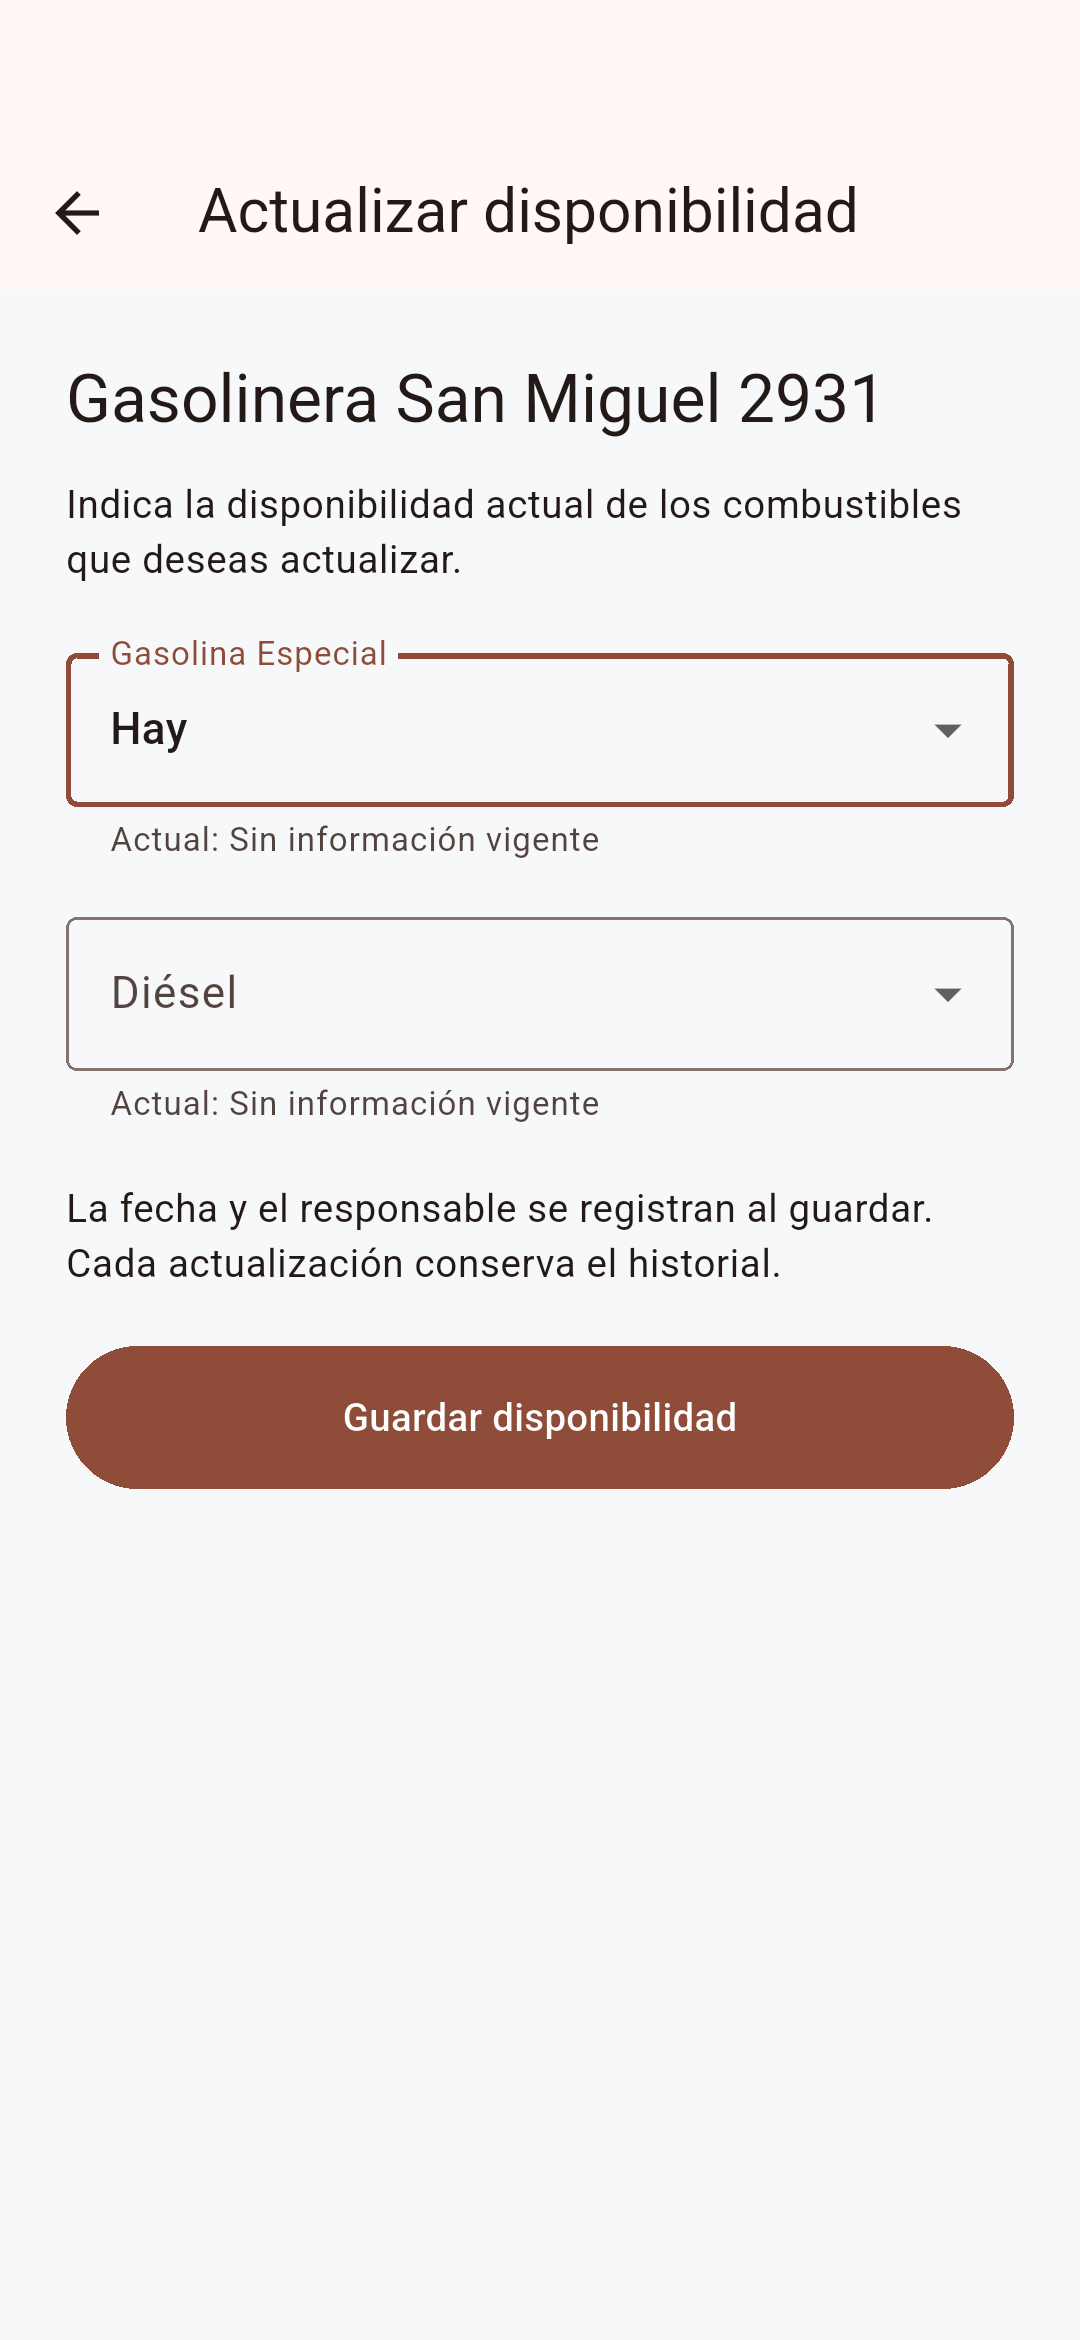 Actualizar disponibilidad
Gasolinera San Miguel 2931
Indica la disponibilidad actual de los combustibles
que deseas actualizar.
Gasolina Especial
Hay
Actual: Sin información vigente
Diésel
Actual: Sin información vigente
La fecha y el responsable se registran al guardar.
Cada actualización conserva el historial.
Guardar disponibilidad